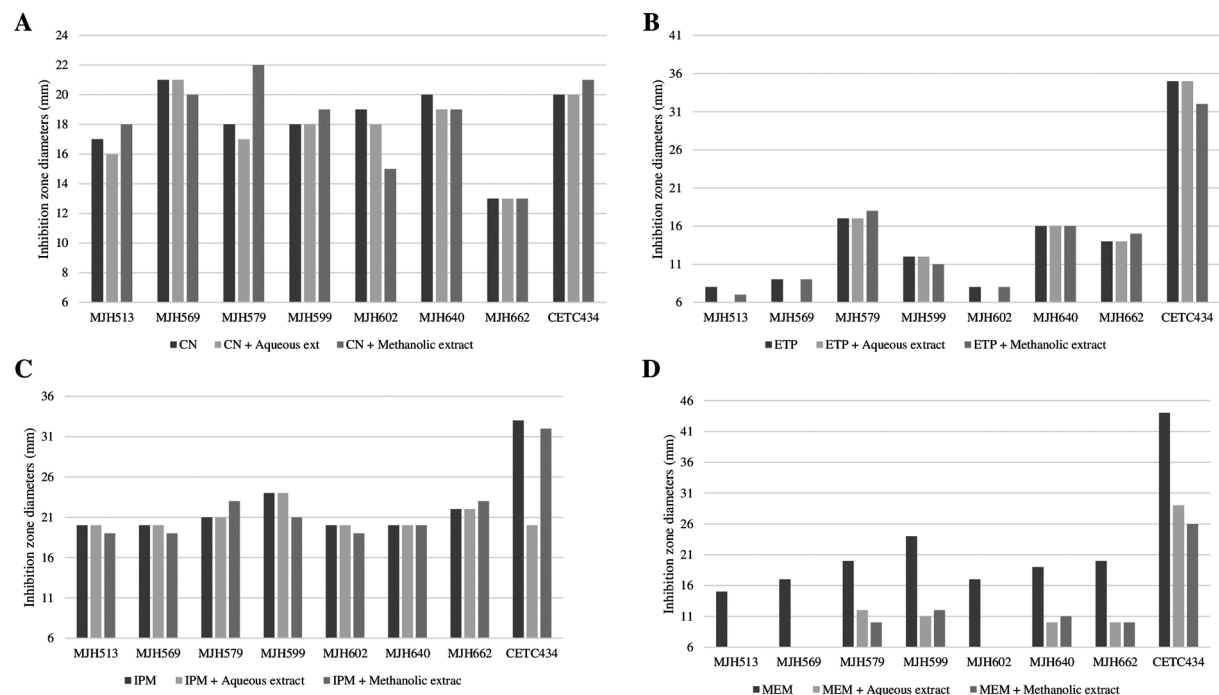 A
Inhibition zone diameters (mm)
24
22
20
18
16
14
12
10
8
6
MJH513 MJH569 MJH579 MJH599 MJH602 MJH640 MJH662 CETC434
CN CN + Aqueous ext CN + Methanolic extract
B
Inhibition zone diameters (mm)
41
36
31
26
21
16
11
6
MJH513 MJH569 MJH579 MJH599 MJH602 MJH640 MJH662 CETC434
ETP ETP + Aqueous extract ETP + Methanolic extract
C
Inhibition zone diameters (mm)
36
31
26
21
16
11
6
MJH513 MJH569 MJH579 MJH599 MJH602 MJH640 MJH662 CETC434
IPM IPM + Aqueous extract IPM + Methanolic extrac
D
Inhibition zone diameters (mm)
46
41
36
31
26
21
16
11
6
MJH513 MJH569 MJH579 MJH599 MJH602 MJH640 MJH662 CETC434
MEM MEM + Aqueous extract MEM + Methanolic extract